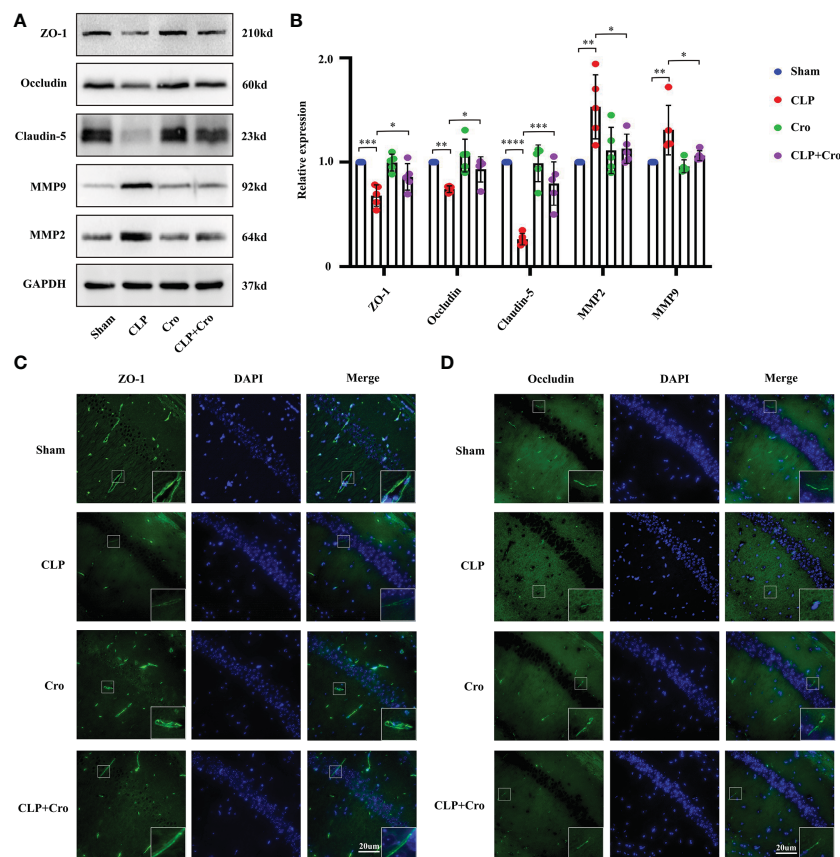 A
ZO-1 210kd
Occludin 60kd
Claudin-5 23kd
MMP9 92kd
MMP2 64kd
GAPDH 37kd
Sham CLP Cro CLP+Cro
B
Relative expression
2.0
1.0
0
*** *
** *
**** ***
** *
** *
ZO-1 Occludin Claudin-5 MMP2 MMP9
Sham
CLP
Cro
CLP+Cro
C
ZO-1 DAPI Merge
Sham
CLP
Cro
CLP+Cro
20um
D
Occludin DAPI Merge
Sham
CLP
Cro
CLP+Cro
20um